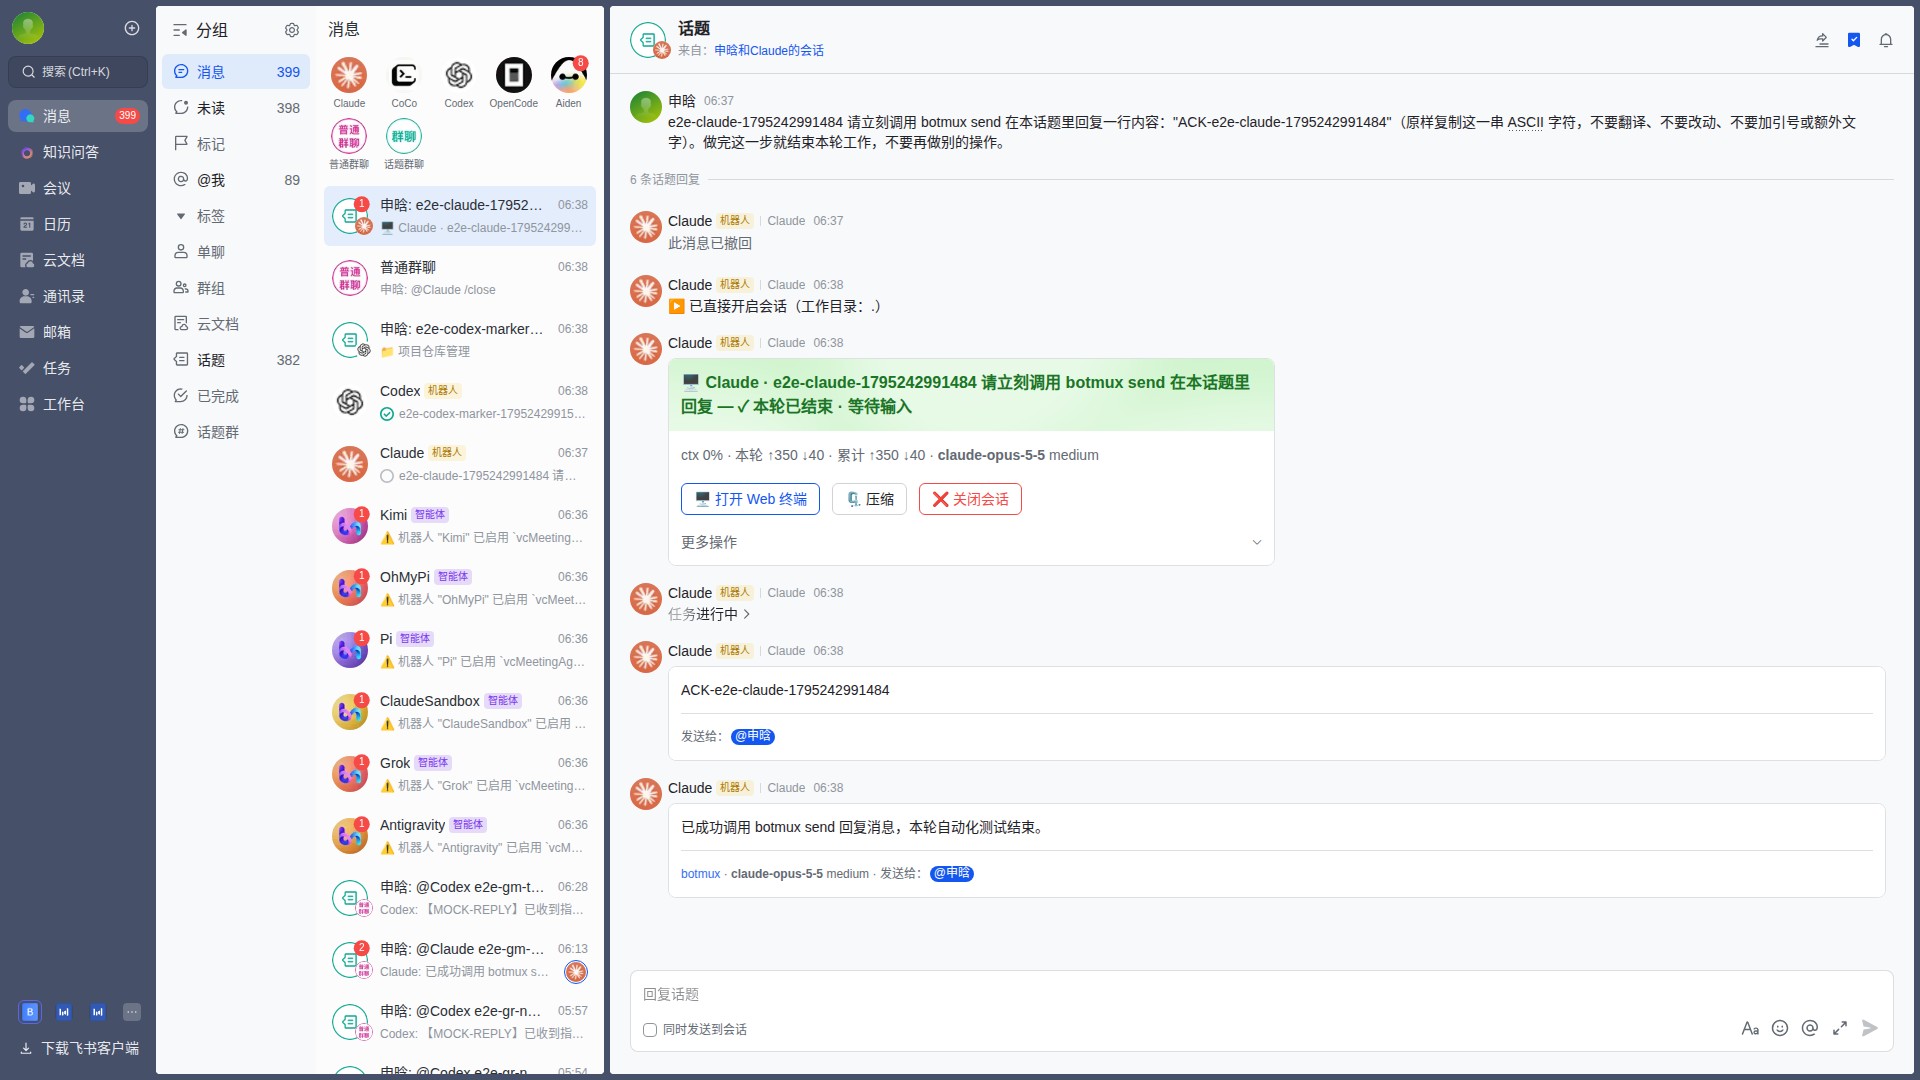 搜索 (Ctrl+K)
消息 399
知识问答
会议
日历
云文档
通讯录
邮箱
任务
工作台
下载飞书客户端
分组
消息 399
未读 398
标记
@我 89
标签
单聊
群组
云文档
话题 382
已完成
话题群
消息
Claude CoCo Codex OpenCode Aiden 8
普通群聊 话题群聊
普通群聊 群聊
1 申晗: e2e-claude-17952... 06:38
Claude · e2e-claude-179524299...
普通群聊 普通群聊 06:38
申晗: @Claude /close
申晗: e2e-codex-marker... 06:38
项目仓库管理
Codex 机器人 06:38
e2e-codex-marker-17952429915...
Claude 机器人 06:37
e2e-claude-1795242991484 请...
1 Kimi 智能体 06:36
机器人 "Kimi" 已启用 `vcMeeting...
1 OhMyPi 智能体 06:36
机器人 "OhMyPi" 已启用 `vcMeet...
1 Pi 智能体 06:36
机器人 "Pi" 已启用 `vcMeetingAg...
1 ClaudeSandbox 智能体 06:36
机器人 "ClaudeSandbox" 已启用 ...
1 Grok 智能体 06:36
机器人 "Grok" 已启用 `vcMeeting...
1 Antigravity 智能体 06:36
机器人 "Antigravity" 已启用 `vcM...
申晗: @Codex e2e-gm-t... 06:28
Codex: 【MOCK-REPLY】已收到指...
2 申晗: @Claude e2e-gm-... 06:13
Claude: 已成功调用 botmux s...
申晗: @Codex e2e-gr-n... 05:57
Codex: 【MOCK-REPLY】已收到指...
申晗: @Codex e2e-gr-n... 05:54
话题
来自：申晗和Claude的会话
申晗 06:37
e2e-claude-1795242991484 请立刻调用 botmux send 在本话题里回复一行内容："ACK-e2e-claude-1795242991484"（原样复制这一串 ASCII 字符，不要翻译、不要改动、不要加引号或额外文
字）。做完这一步就结束本轮工作，不要再做别的操作。
6 条话题回复
Claude 机器人 Claude 06:37
此消息已撤回
Claude 机器人 Claude 06:38
已直接开启会话（工作目录：.）
Claude 机器人 Claude 06:38
Claude · e2e-claude-1795242991484 请立刻调用 botmux send 在本话题里
回复 — ✓ 本轮已结束 · 等待输入
ctx 0% · 本轮 ↑350 ↓40 · 累计 ↑350 ↓40 · claude-opus-5-5 medium
打开 Web 终端 压缩 关闭会话
更多操作
Claude 机器人 Claude 06:38
任务进行中
Claude 机器人 Claude 06:38
ACK-e2e-claude-1795242991484
发送给：@申晗
Claude 机器人 Claude 06:38
已成功调用 botmux send 回复消息，本轮自动化测试结束。
botmux · claude-opus-5-5 medium · 发送给：@申晗
回复话题
同时发送到会话